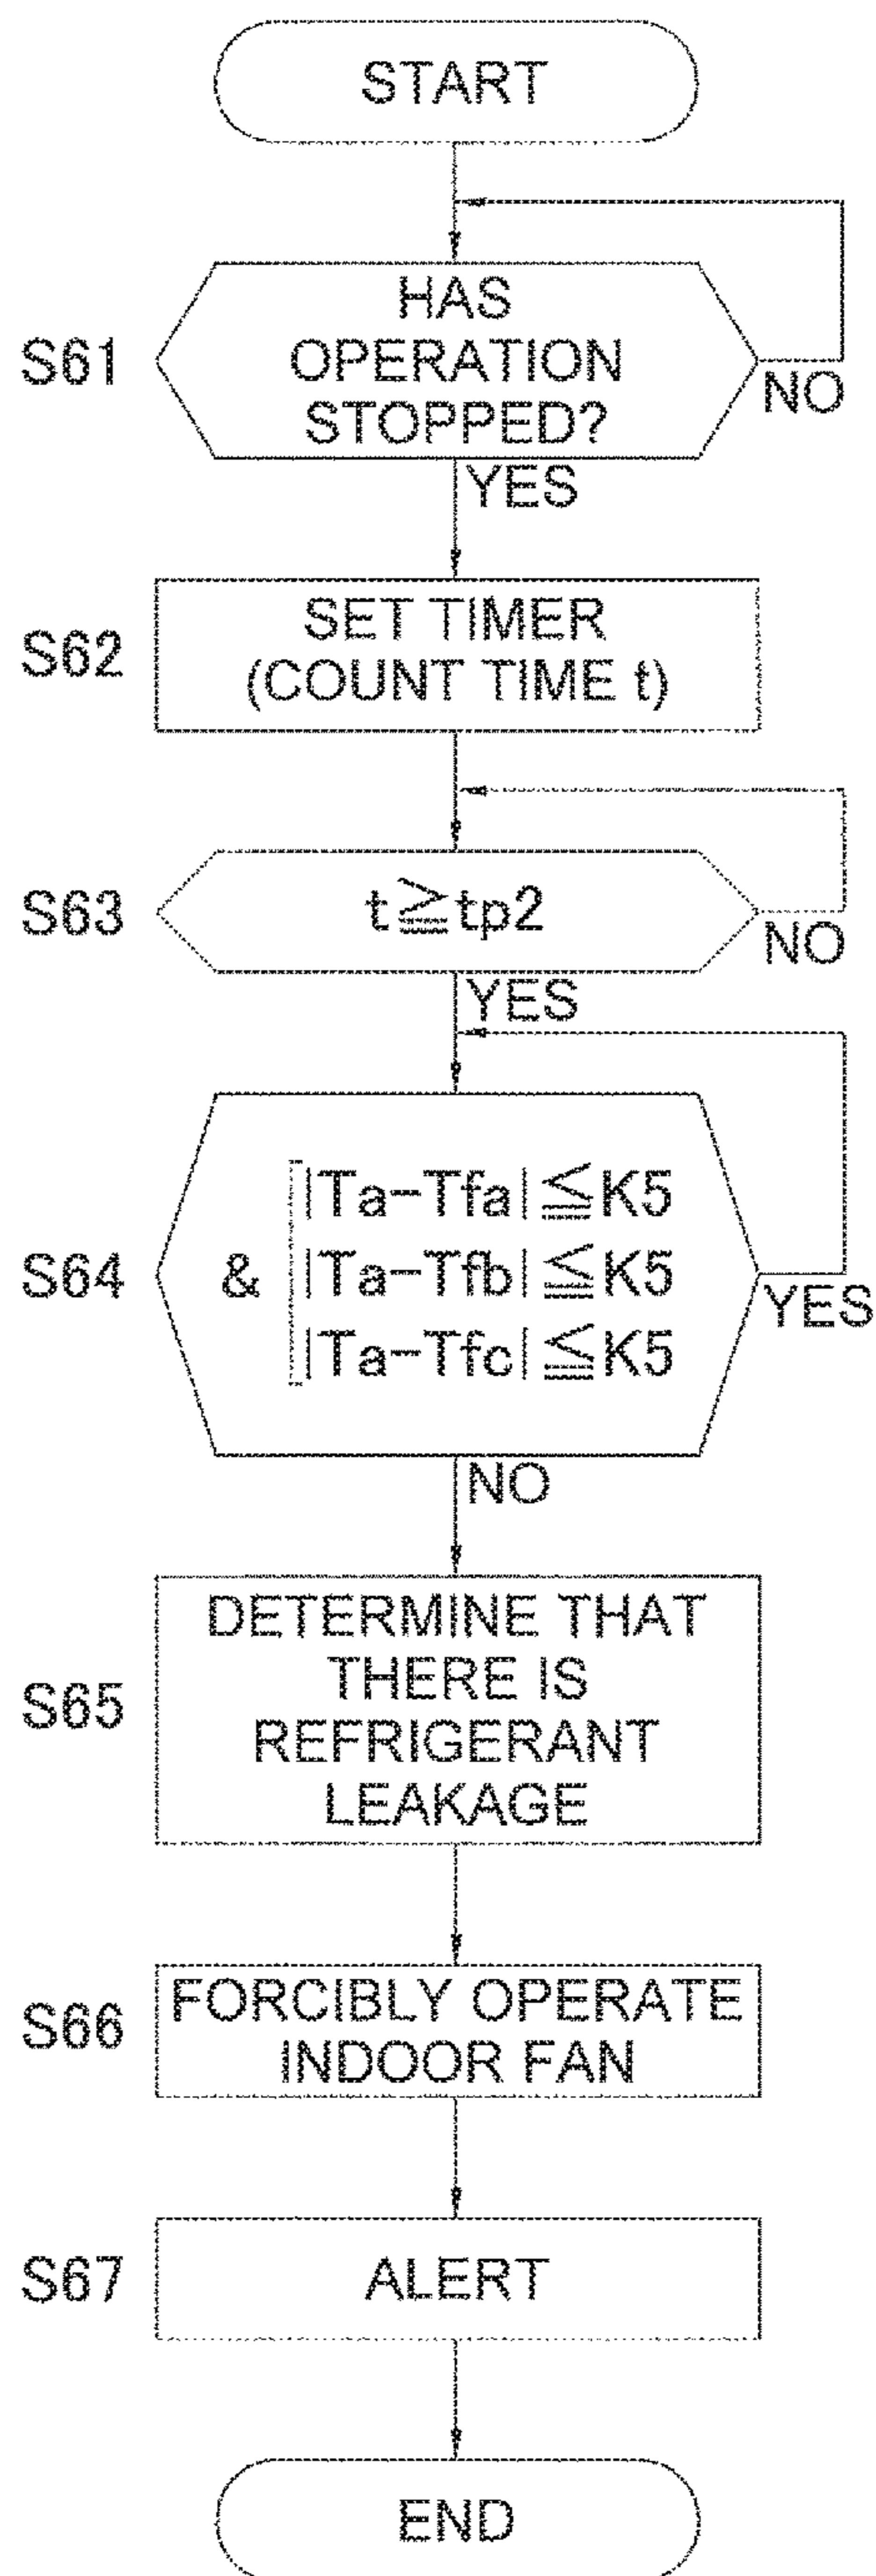 START
HAS
OPERATION
STOPPED?
S61
NO
YES
S62
SET TIMER
(COUNT TIME t)
S63
t≧tp2
NO
YES
S64
&
|Ta-Tfa|≦K5
|Ta-Tfb|≦K5
|Ta-Tfc|≦K5
YES
NO
S65
DETERMINE THAT
THERE IS
REFRIGERANT
LEAKAGE
S66
FORCIBLY OPERATE
INDOOR FAN
S67
ALERT
END